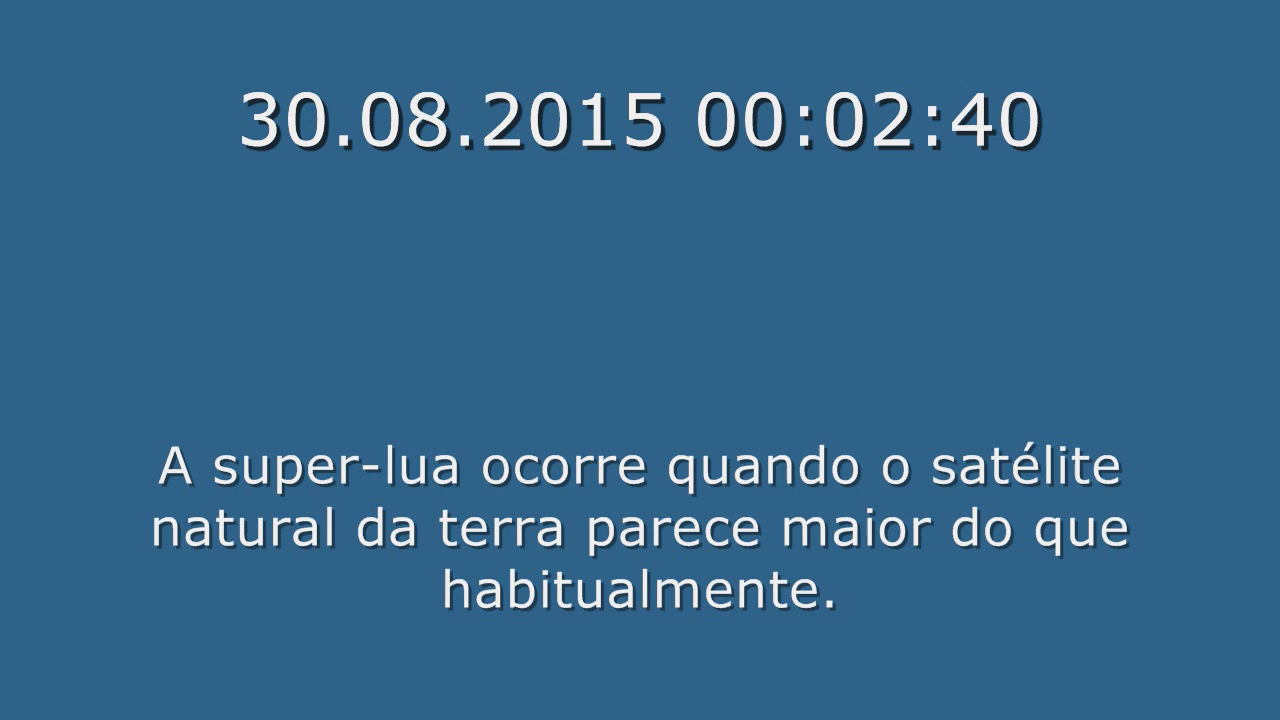 30.08.2015 00:02:40
A super-lua ocorre quando o satélite
natural da terra parece maior do que
habitualmente.